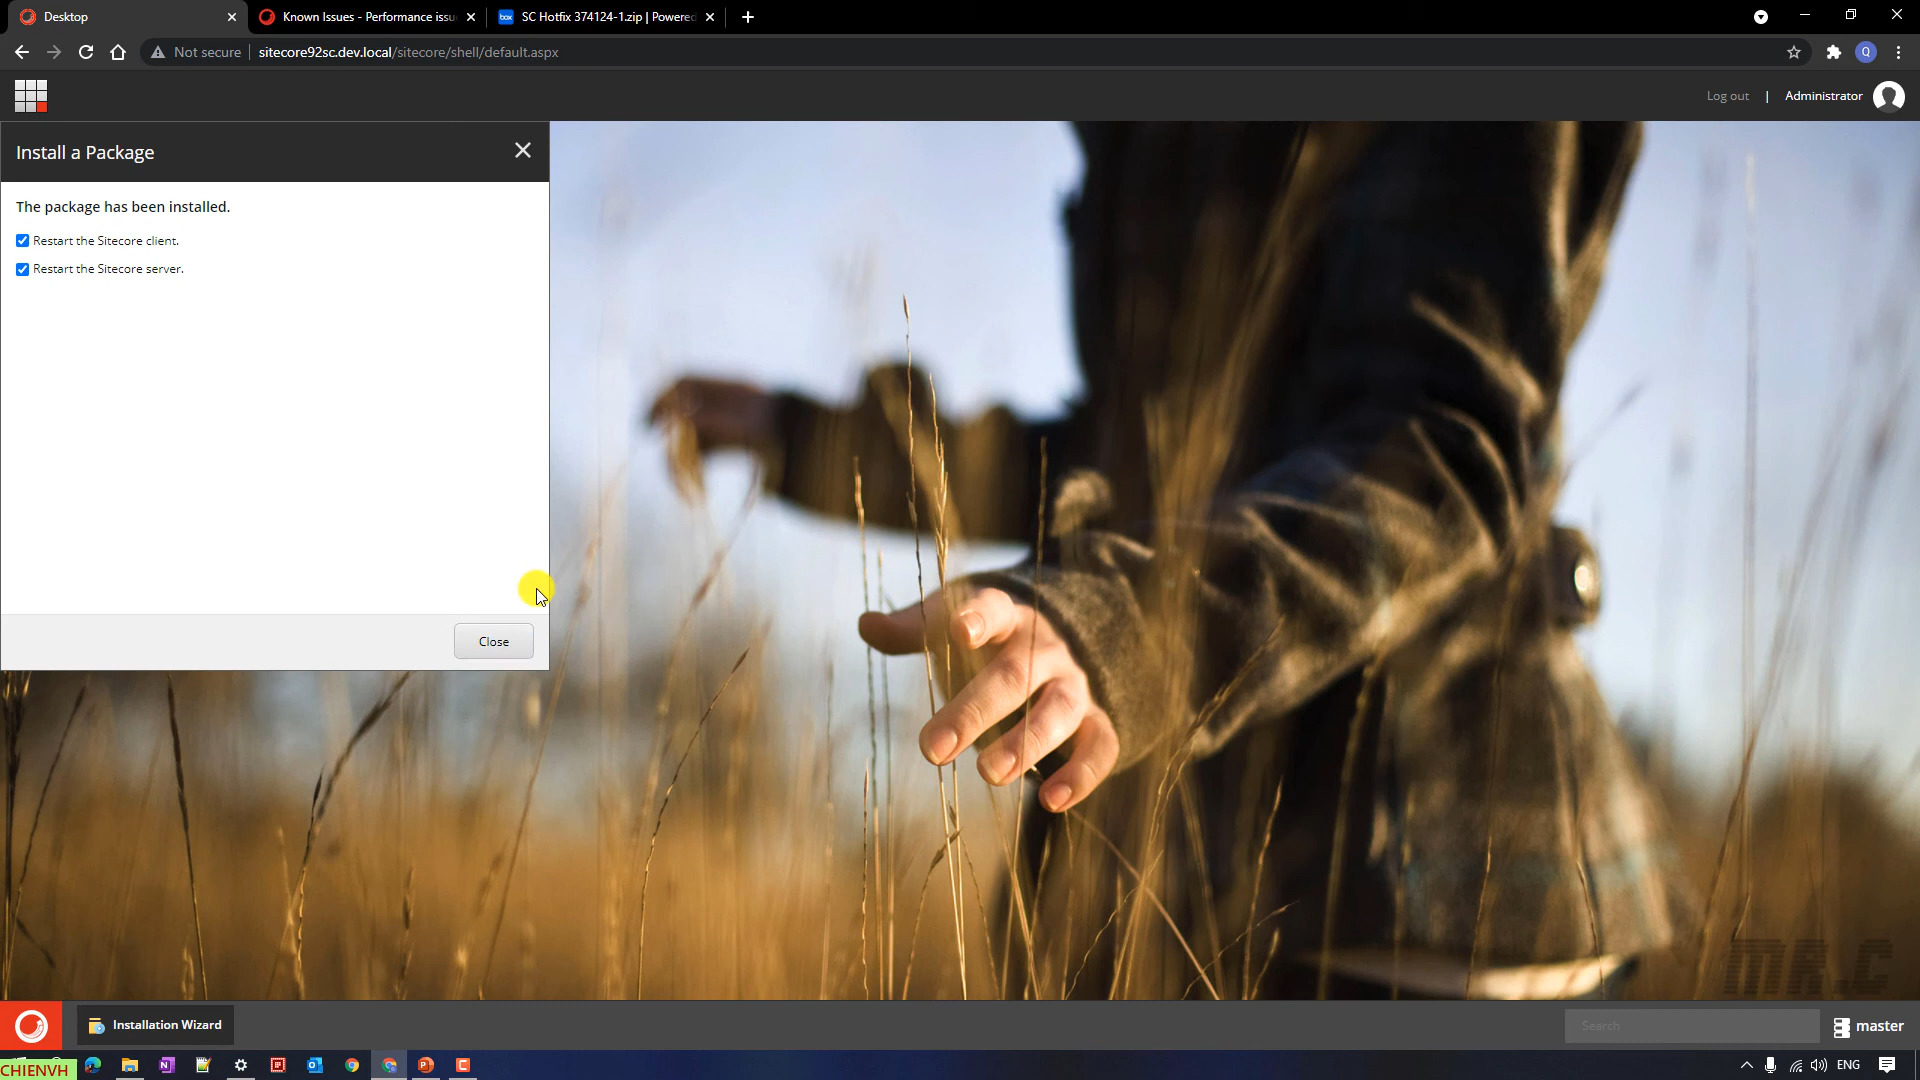 Desktop
Known Issues - Performance issu
SC Hotfix 374124-1.zip | Powered
Not secure
sitecore92sc.dev.local/sitecore/shell/default.aspx
Q
Log out | Administrator
Install a Package
The package has been installed.
Restart the Sitecore client.
Restart the Sitecore server.
Close
MR.C
Installation Wizard
Search
master
CHIENVH
ENG